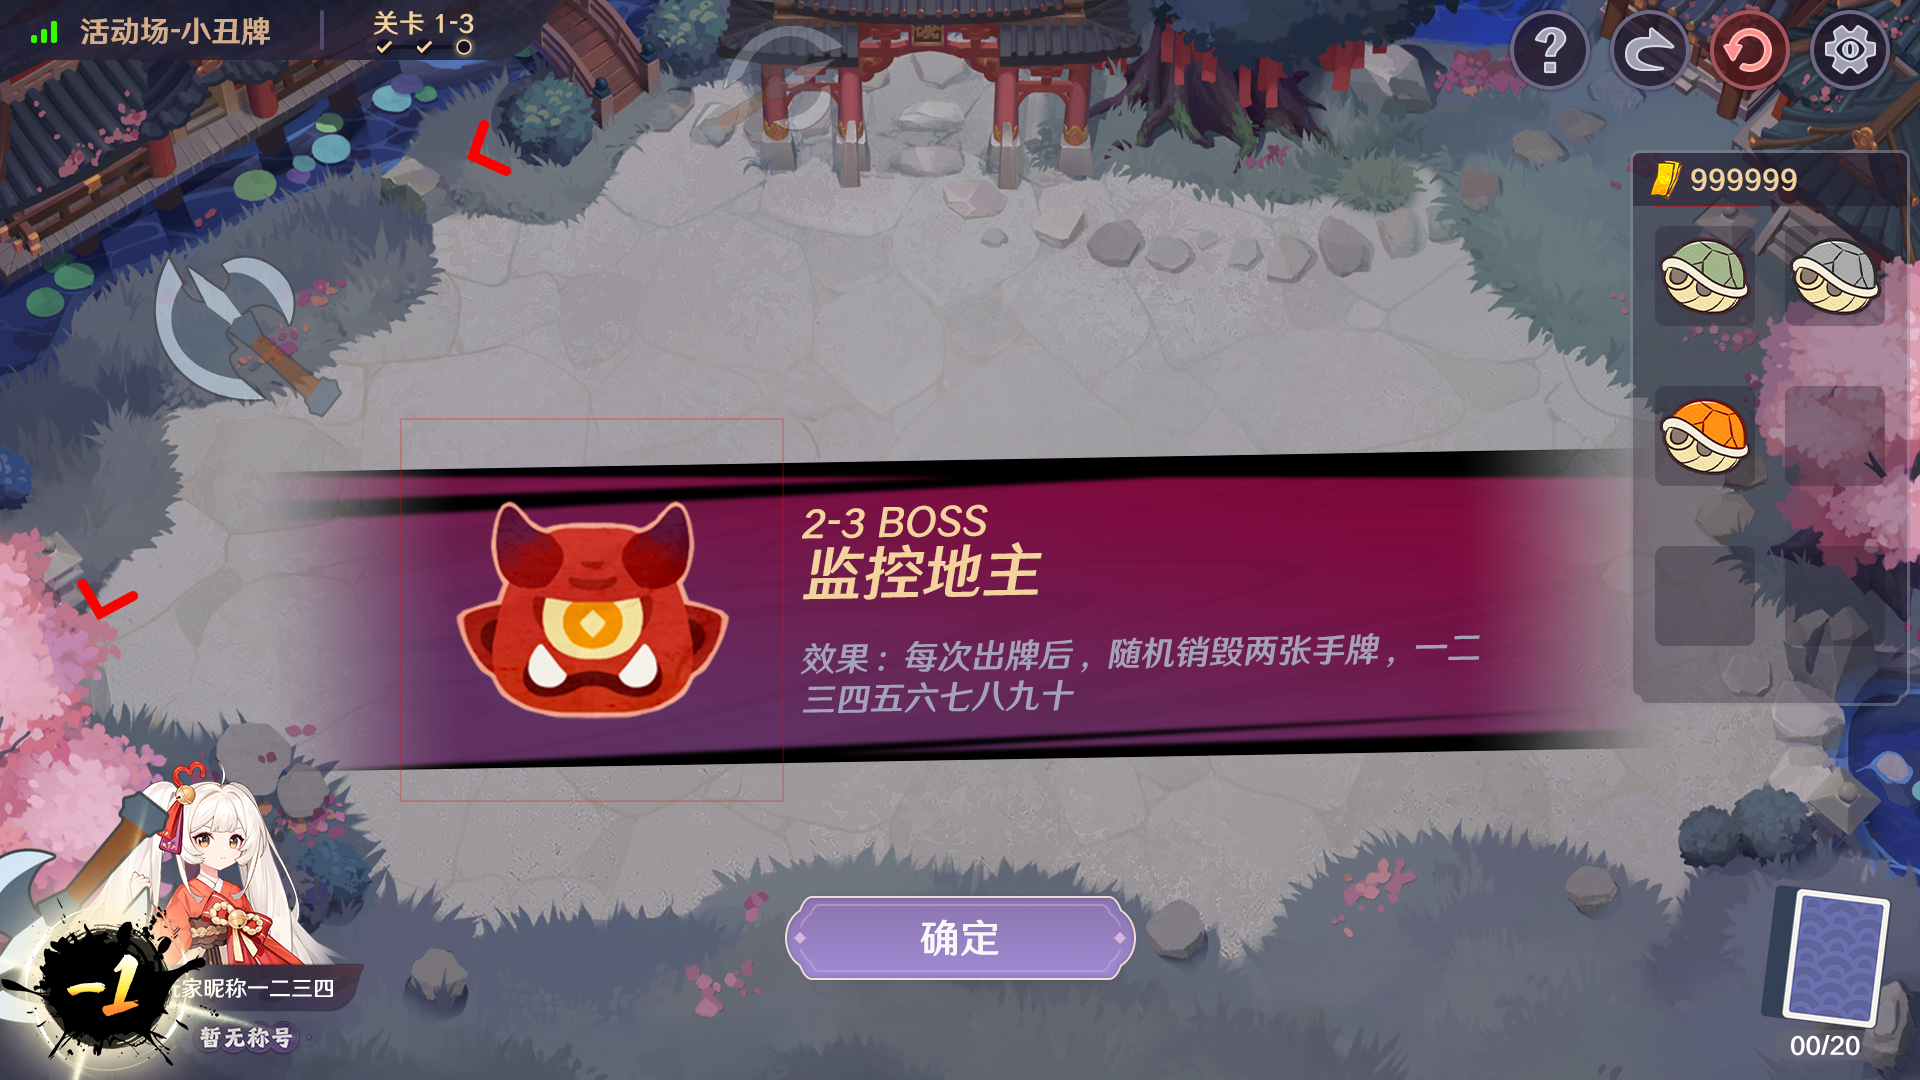 活动场-小丑牌
关卡 1-3
999999
2-3 BOSS
监控地主
效果：每次出牌后，随机销毁两张手牌，一二
三四五六七八九十
确定
-1
家昵称一二三四
暂无称号
00/20